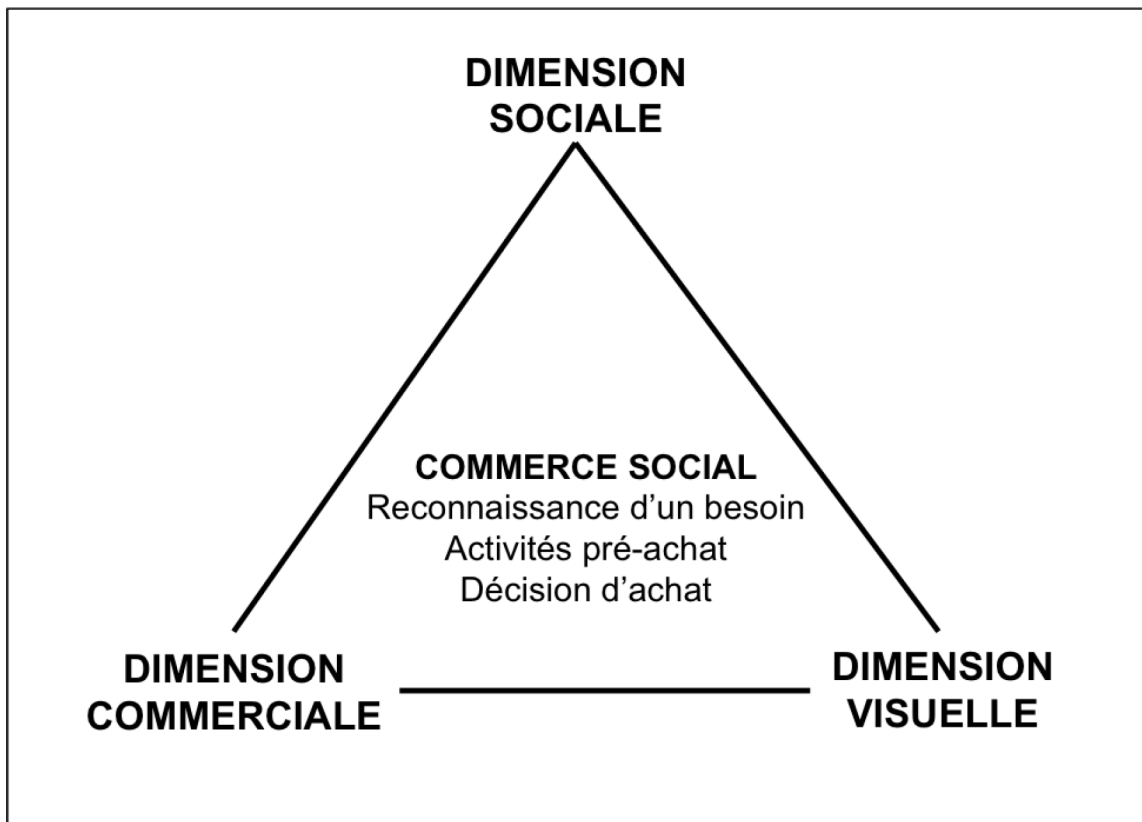 DIMENSION
SOCIALE
COMMERCE SOCIAL
Reconnaissance d’un besoin
Activités pré-achat
Décision d’achat
DIMENSION
COMMERCIALE
DIMENSION
VISUELLE